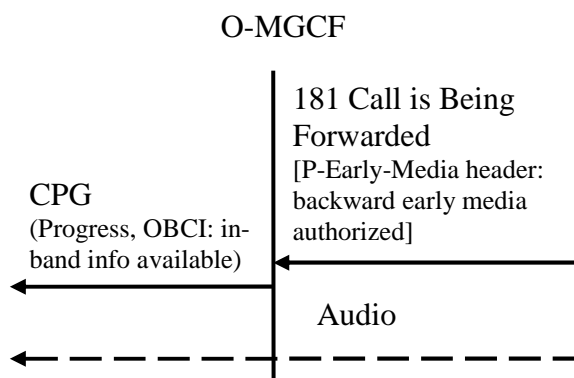 O-MGCF
181 Call is Being
Forwarded
[P-Early-Media header:
backward early media
authorized]
CPG
(Progress, OBCI: in-
band info available)
Audio